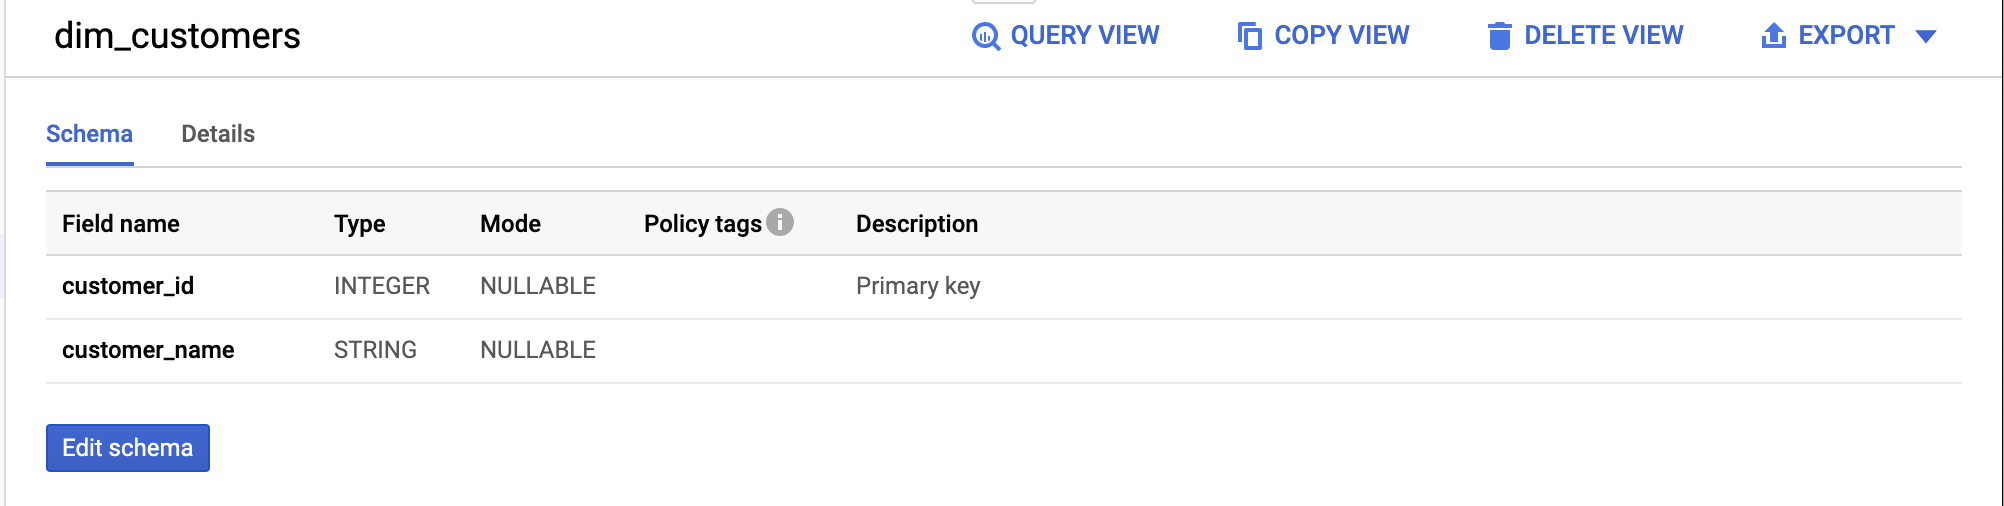 dim_customers QUERY VIEW COPY VIEW DELETE VIEW EXPORT
Schema Details
Field name Type Mode Policy tags Description
customer_id INTEGER NULLABLE Primary key
customer_name STRING NULLABLE
Edit schema